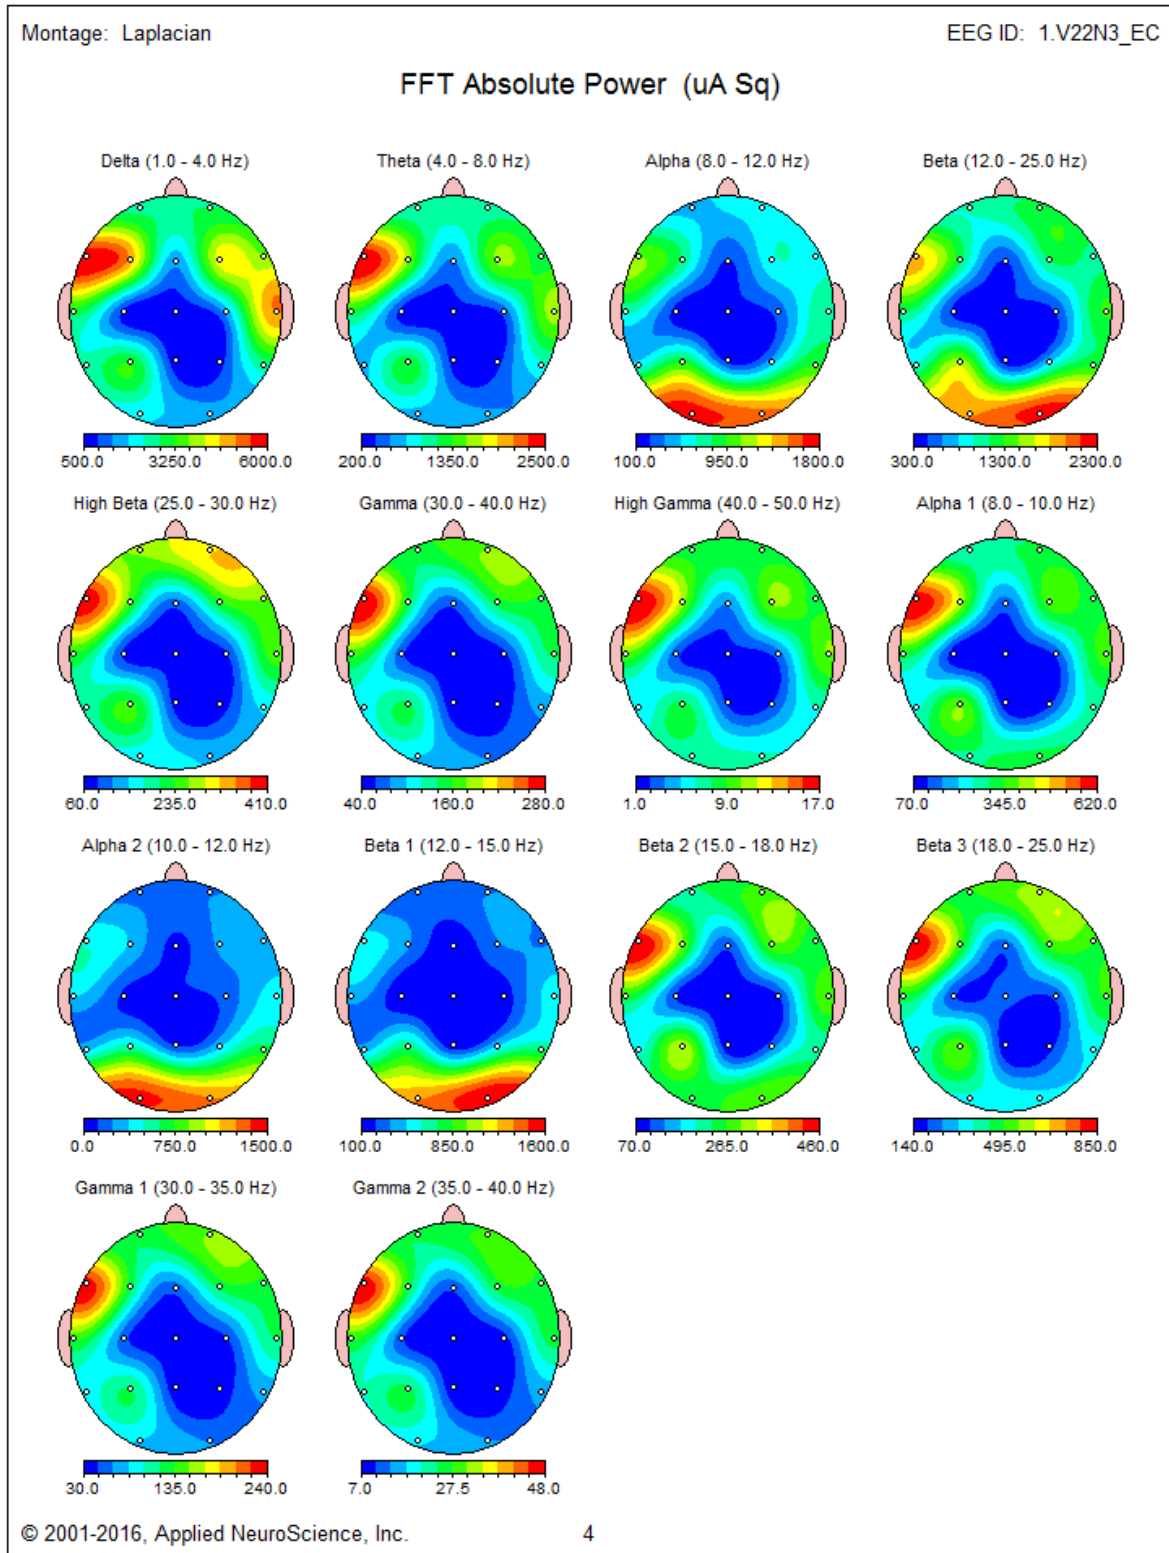 Montage: Laplacian EEG ID: 1.V22N3_EC
FFT Absolute Power (uA Sq)
Delta (1.0 - 4.0 Hz) Theta (4.0 - 8.0 Hz) Alpha (8.0 - 12.0 Hz) Beta (12.0 - 25.0 Hz)
500.0 3250.0 6000.0 200.0 1350.0 2500.0 100.0 950.0 1800.0 300.0 1300.0 2300.0
High Beta (25.0 - 30.0 Hz) Gamma (30.0 - 40.0 Hz) High Gamma (40.0 - 50.0 Hz) Alpha 1 (8.0 - 10.0 Hz)
60.0 235.0 410.0 40.0 160.0 280.0 1.0 9.0 17.0 70.0 345.0 620.0
Alpha 2 (10.0 - 12.0 Hz) Beta 1 (12.0 - 15.0 Hz) Beta 2 (15.0 - 18.0 Hz) Beta 3 (18.0 - 25.0 Hz)
0.0 750.0 1500.0 100.0 850.0 1600.0 70.0 265.0 460.0 140.0 495.0 850.0
Gamma 1 (30.0 - 35.0 Hz) Gamma 2 (35.0 - 40.0 Hz)
30.0 135.0 240.0 7.0 27.5 48.0
© 2001-2016, Applied NeuroScience, Inc. 4